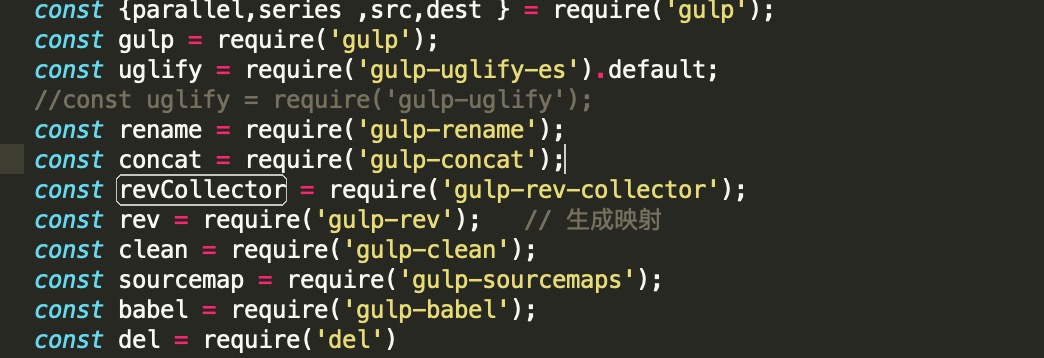 const {parallel,series ,src,dest } = require('gulp');
const gulp = require('gulp');
const uglify = require('gulp-uglify-es').default;
//const uglify = require('gulp-uglify');
const rename = require('gulp-rename');
const concat = require('gulp-concat');
const revCollector = require('gulp-rev-collector');
const rev = require('gulp-rev');   // 生成映射
const clean = require('gulp-clean');
const sourcemap = require('gulp-sourcemaps');
const babel = require('gulp-babel');
const del = require('del')